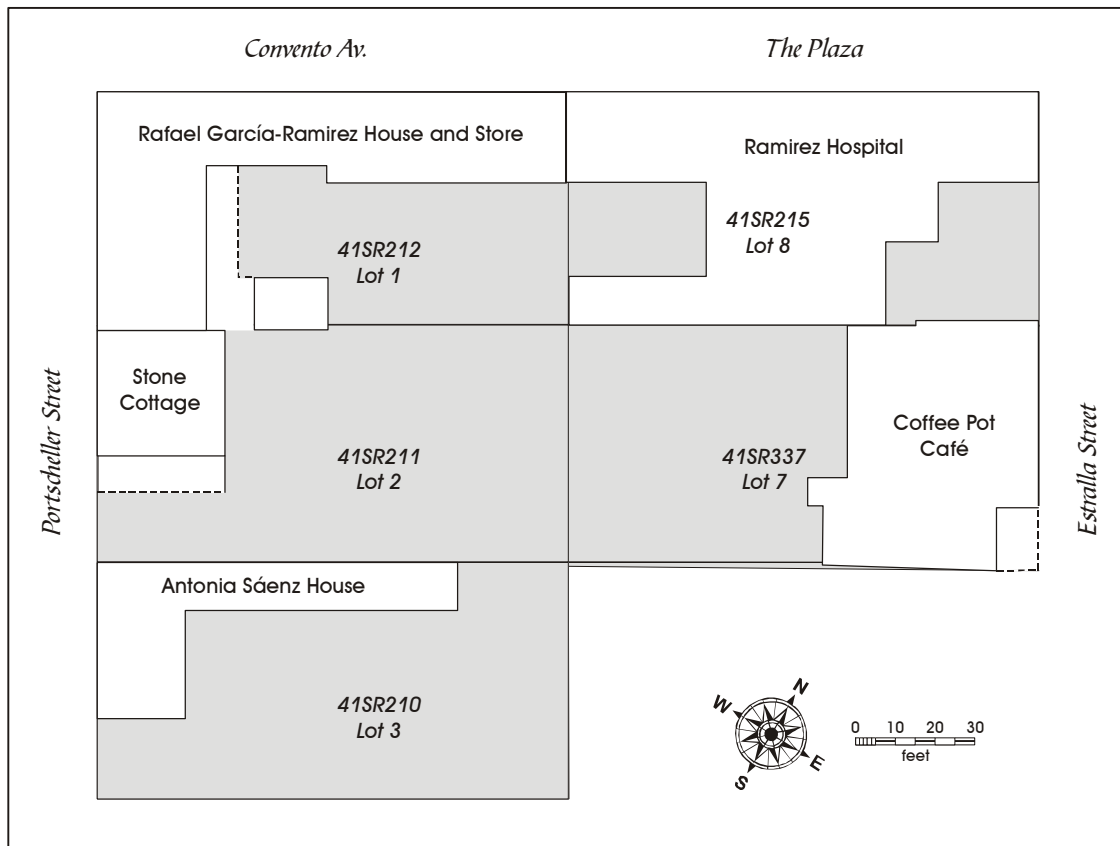 Convento Av.
The Plaza
Rafael García-Ramirez House and Store
Ramirez Hospital
41SR212
Lot 1
41SR215
Lot 8
Portscheller Street
Stone
Cottage
41SR211
Lot 2
41SR337
Lot 7
Coffee Pot
Café
Estralla Street
Antonia Sáenz House
41SR210
Lot 3
N
W
E
S
0 10 20 30
feet